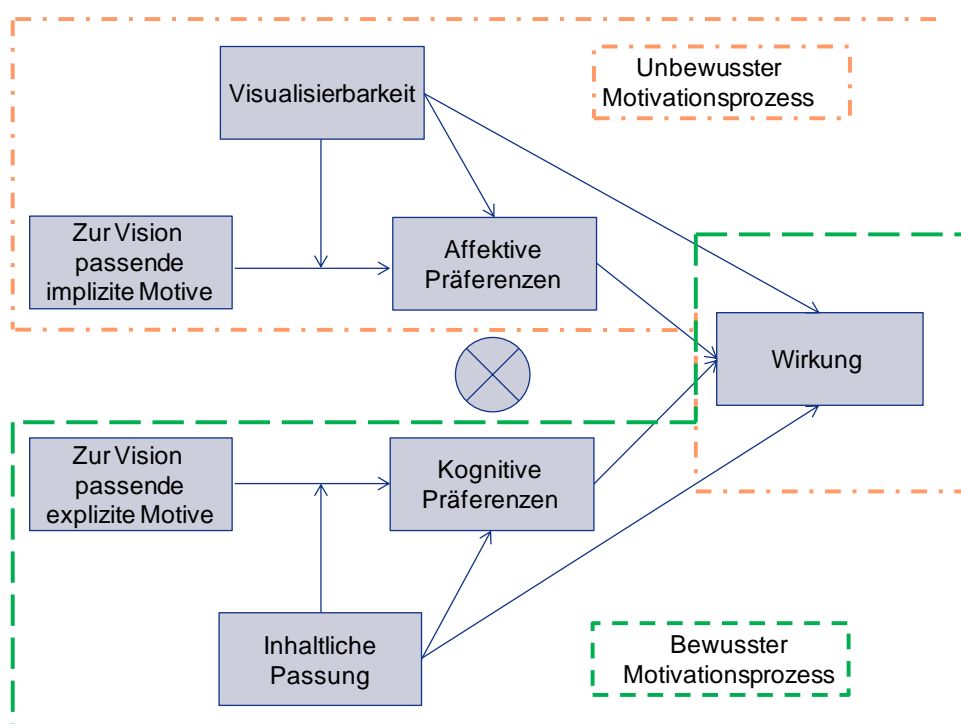 Unbewusster
Motivationsprozess
Visualisierbarkeit
Zur Vision
passende
implizite Motive
Affektive
Präferenzen
Wirkung
Zur Vision
passende
explizite Motive
Kognitive
Präferenzen
Inhaltliche
Passung
Bewusster
Motivationsprozess